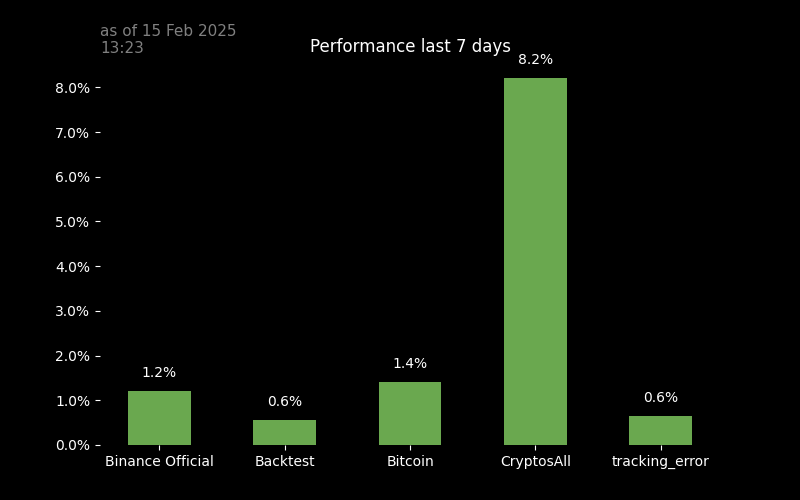 as of 15 Feb 2025
13:23
Performance last 7 days
8.2%
8.0%
7.0%
6.0%
5.0%
4.0%
3.0%
2.0%
1.0%
0.0%
1.2%
0.6%
1.4%
0.6%
Binance Official
Backtest
Bitcoin
CryptosAll
tracking_error